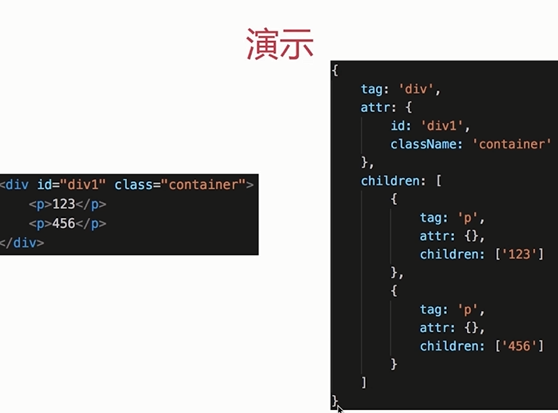 演示
<div id="div1" class="container">
    <p>123</p>
    <p>456</p>
</div>
{
    tag: 'div',
    attr: {
        id: 'div1',
        className: 'container'
    },
    children: [
        {
            tag: 'p',
            attr: {},
            children: ['123']
        },
        {
            tag: 'p',
            attr: {},
            children: ['456']
        }
    ]
}